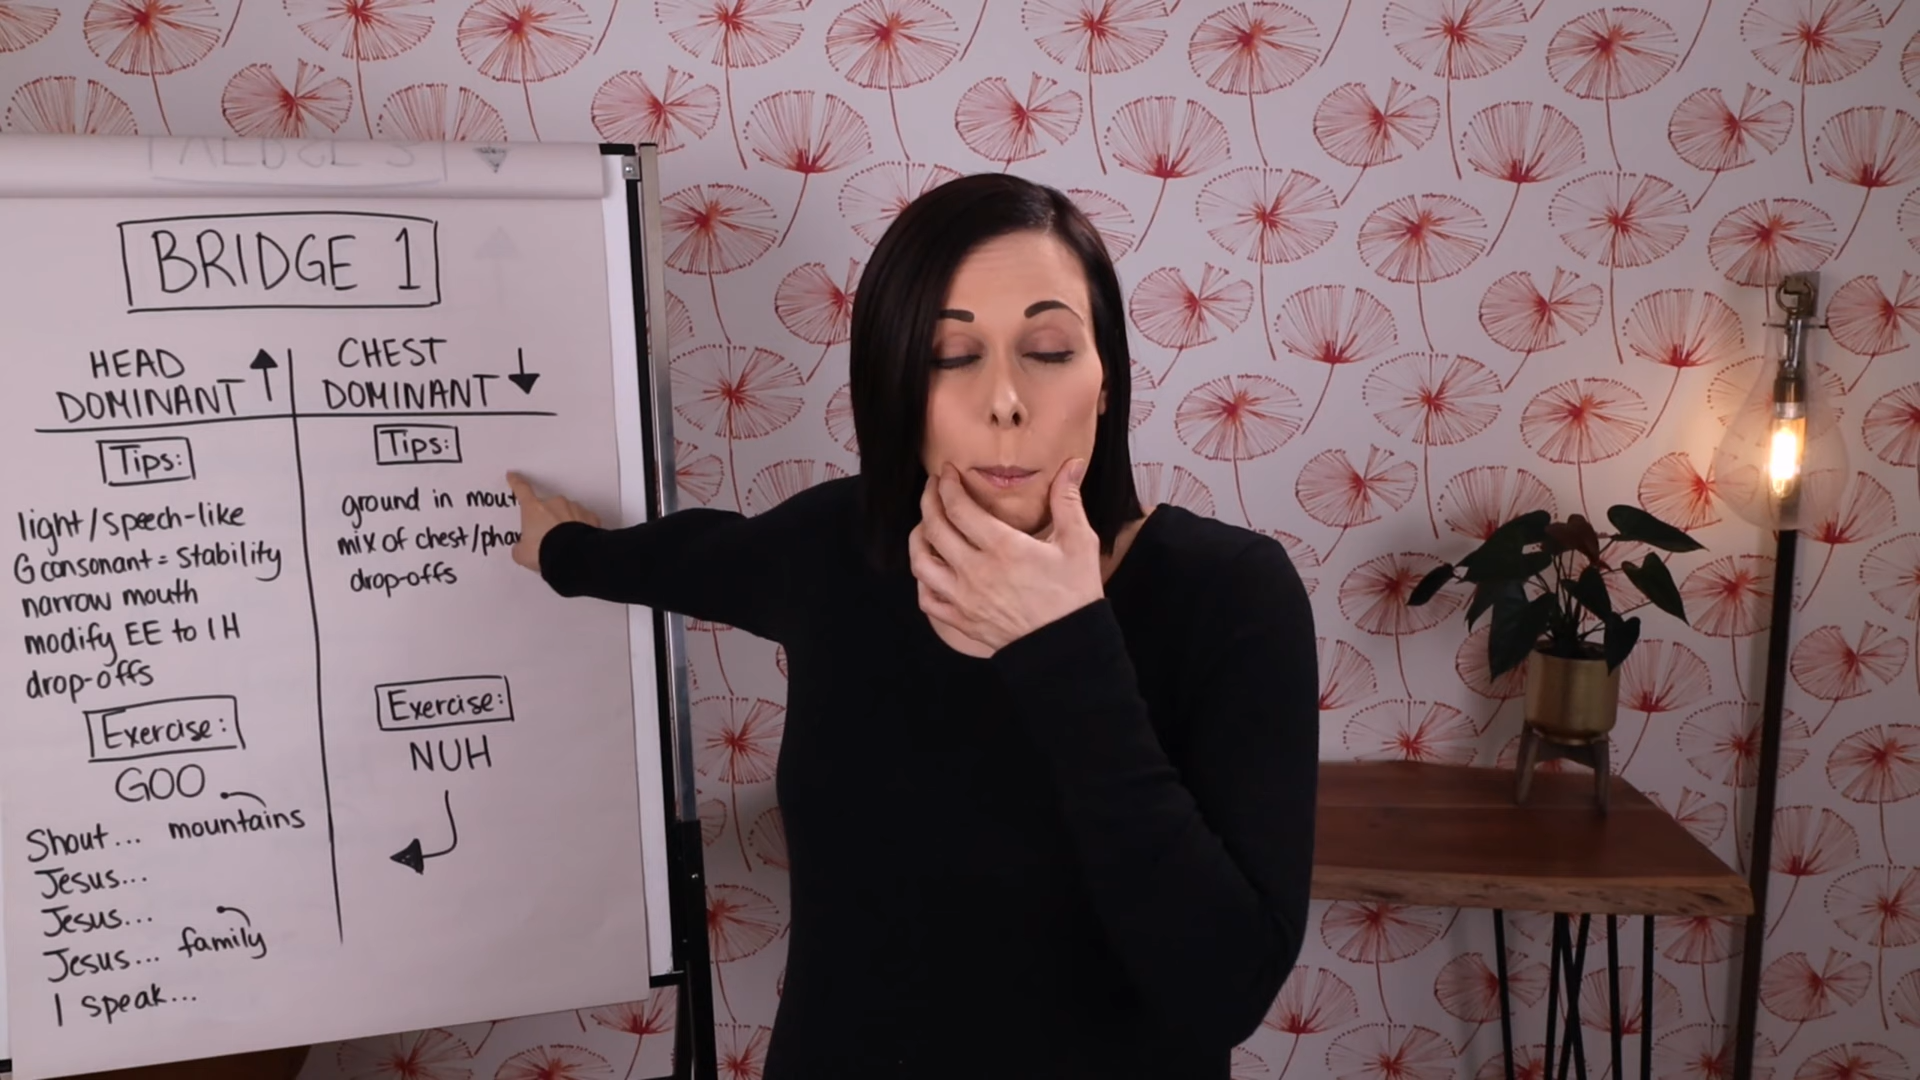 BRIDGE 1
HEAD
DOMINANT
Tips:
light/speech-like
G consonant = stability
narrow mouth
modify EE to IH
drop-offs
Exercise:
GOO
Shout... mountains
Jesus...
Jesus...
Jesus... family
I speak...
CHEST
DOMINANT
Tips:
ground in
mix of chest/
drop-offs
Exercise:
NUH